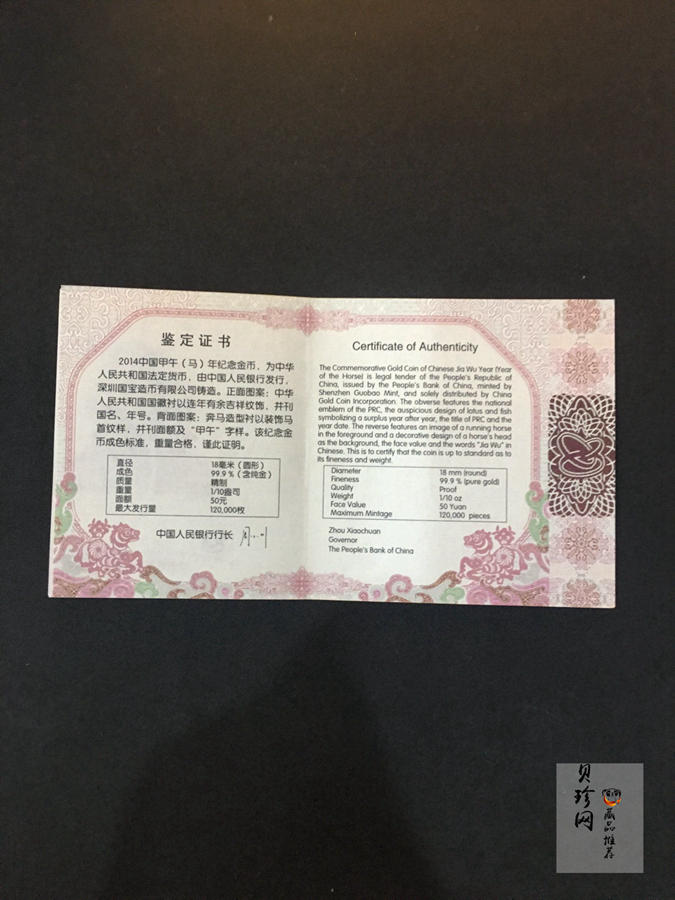 鉴定证书
2014中国甲午（马）年纪念金币，为中华
人民共和国法定货币，由中国人民银行发行，
深圳国宝造币有限公司铸造。正面图案：中华
人民共和国国徽衬以连年有余吉祥纹饰，并刊
国名、年号。背面图案：奔马造型衬以装饰马
首纹样，并刊面额及“甲午”字样。该纪念金
币成色标准，重量合格，谨此证明。
直径 18毫米（圆形）
成色 99.9 %（含纯金）
质量 精制
重量 1/10盎司
面额 50元
最大发行量 120,000枚
中国人民银行行长
Certificate of Authenticity
The Commemorative Gold Coin of Chinese Jia Wu Year (Year
of the Horse) is legal tender of the People's Republic of
China, issued by the People's Bank of China, minted by
Shenzhen Guobao Mint, and solely distributed by China
Gold Coin Incorporation. The obverse features the national
emblem of the PRC, the auspicious design of lotus and fish
symbolizing a surplus year after year, the title of PRC and the
year date. The reverse features an image of a running horse
in the foreground and a decorative design of a horse's head
as the background, the face value and the words "Jia Wu" in
Chinese. This is to certify that the coin is up to standard as to
its fineness and weight.
Diameter 18 mm (round)
Fineness 99.9 % (pure gold)
Quality Proof
Weight 1/10 oz
Face Value 50 Yuan
Maximum Mintage 120,000 pieces
Zhou Xiaochuan
Governor
The People's Bank of China
贝珍网
藏品推荐